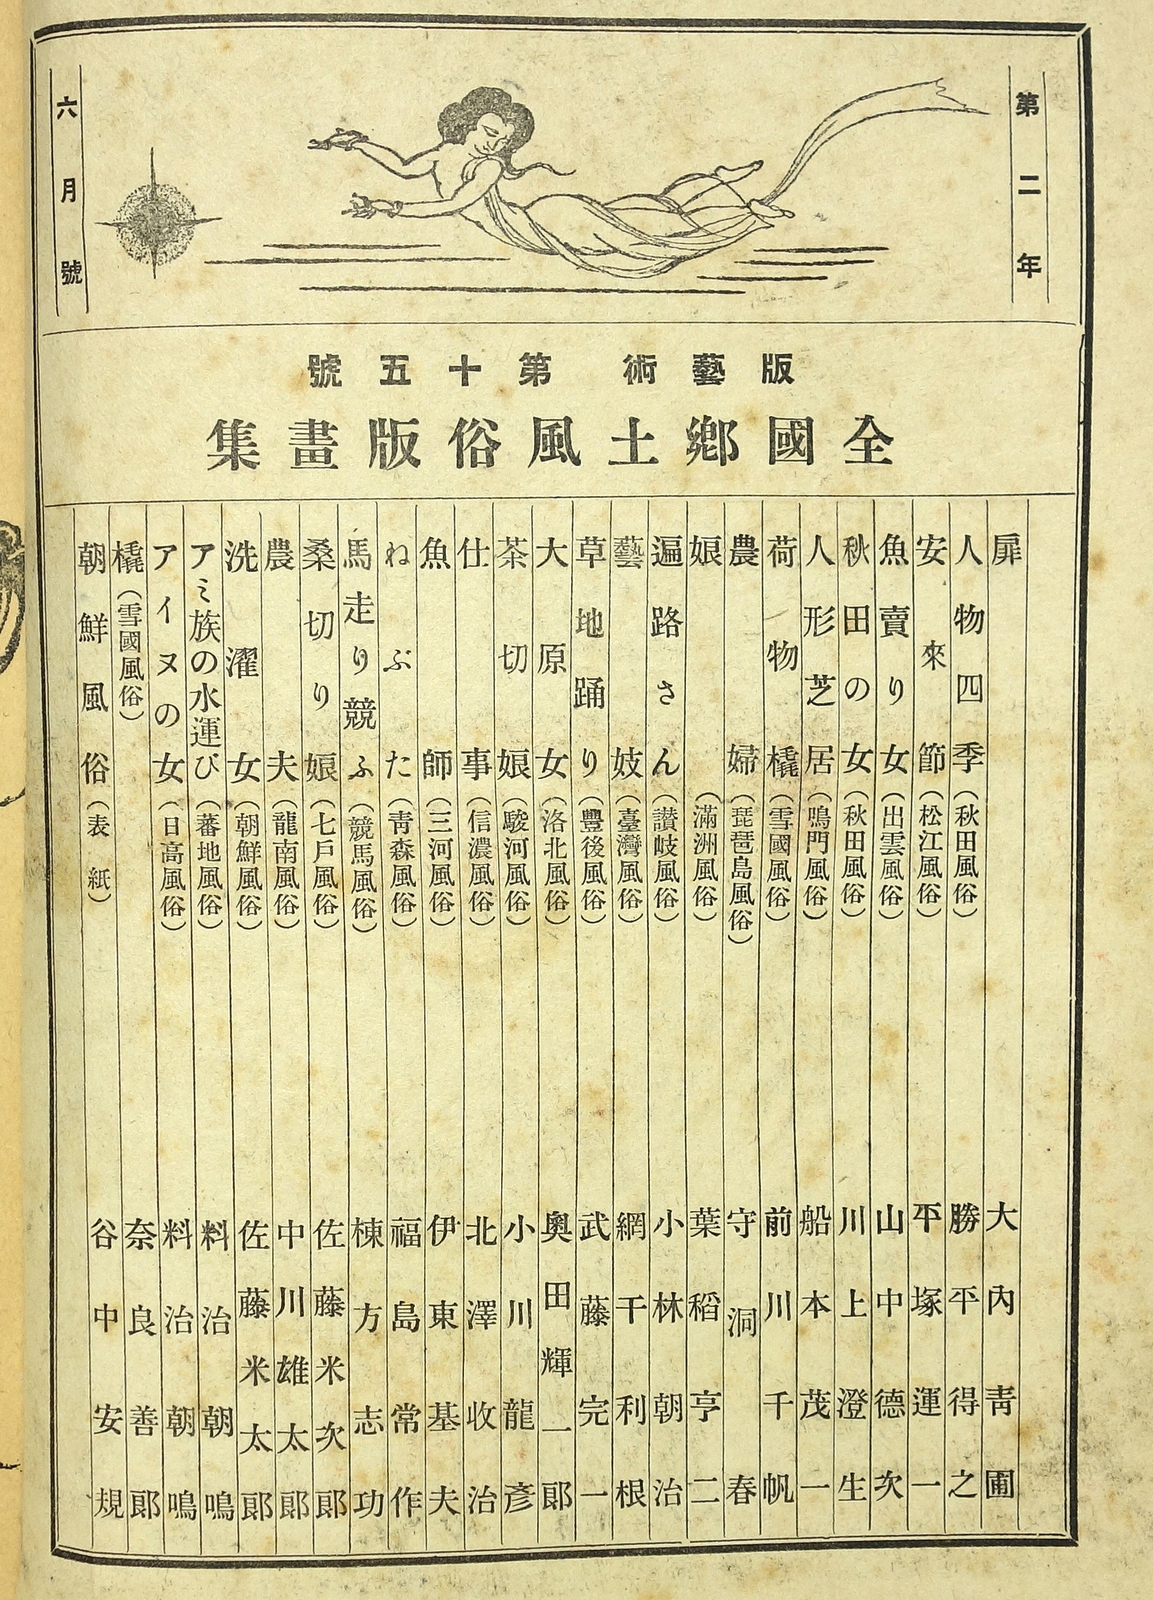 第二年
六月號
版藝術 第十五號
全國鄉土風俗版畫集
扉 大內靑圃
人物四季（秋田風俗） 勝平得之
安來節（松江風俗） 平塚運一
魚賣り女（出雲風俗） 山中德次
秋田の女（秋田風俗） 川上澄生
人形芝居（鳴門風俗） 船本茂一
荷物橇（雪國風俗） 前川千帆
農婦（琵琶島風俗） 守洞春
娘（滿洲風俗） 葉稻亨二
遍路さん（讃岐風俗） 小林朝治
藝妓（臺灣風俗） 網干利根
草地踊り（豐後風俗） 武藤完一
大原女（洛北風俗） 奧田輝一郎
茶切娘（駿河風俗） 小川龍彥
仕事（信濃風俗） 北澤收治
魚師（三河風俗） 伊東基夫
ねぶた（靑森風俗） 福島常作
馬走り競ふ（競馬風俗） 棟方志功
桑切り娘（七戶風俗） 佐藤米次郎
農夫（龍南風俗） 中川雄太郎
洗濯女（朝鮮風俗） 佐藤米太郎
アミ族の水運び（蕃地風俗） 料治朝鳴
アイヌの女（日高風俗） 料治朝鳴
橇（雪國風俗） 奈良善郎
朝鮮風俗（表紙） 谷中安規